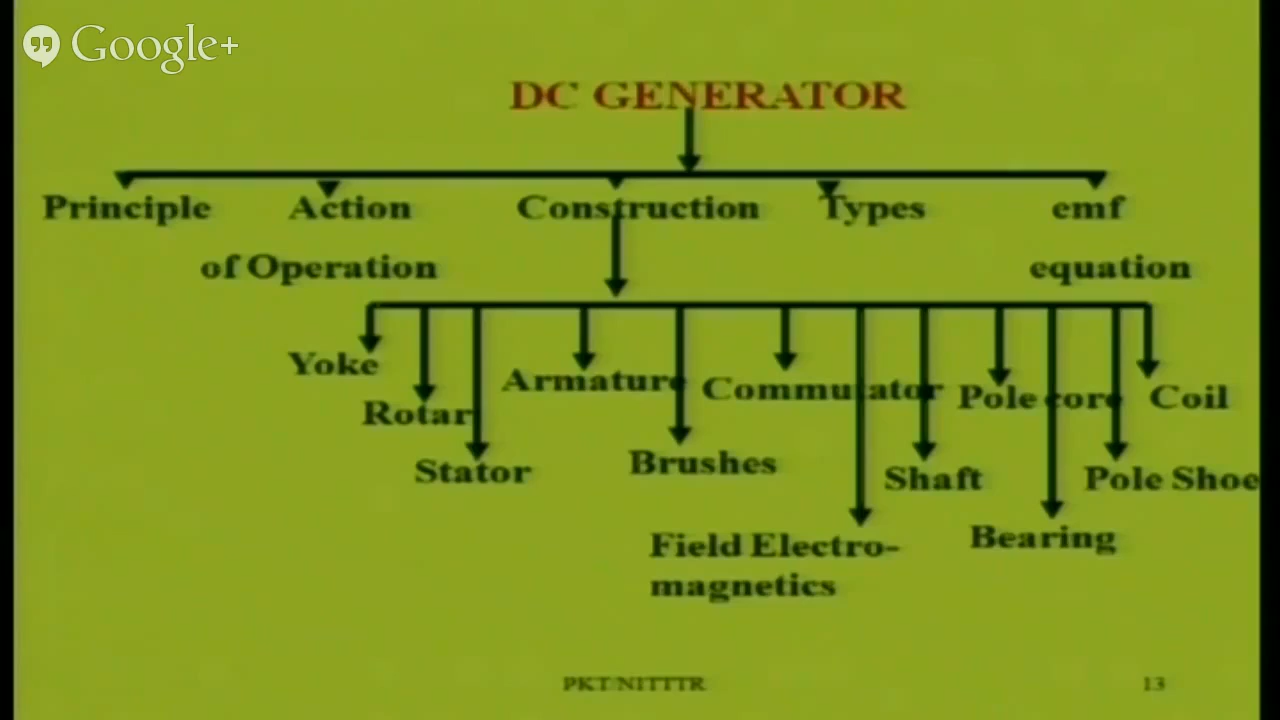 Google+
DC GENERATOR
Principle Action Construction Types emf
of Operation equation
Yoke Armature Commutator Pole core Coil
Rotar
Stator Brushes Shaft Pole Shoe
Field Electro- Bearing
magnetics
PKT/NITTTR 13